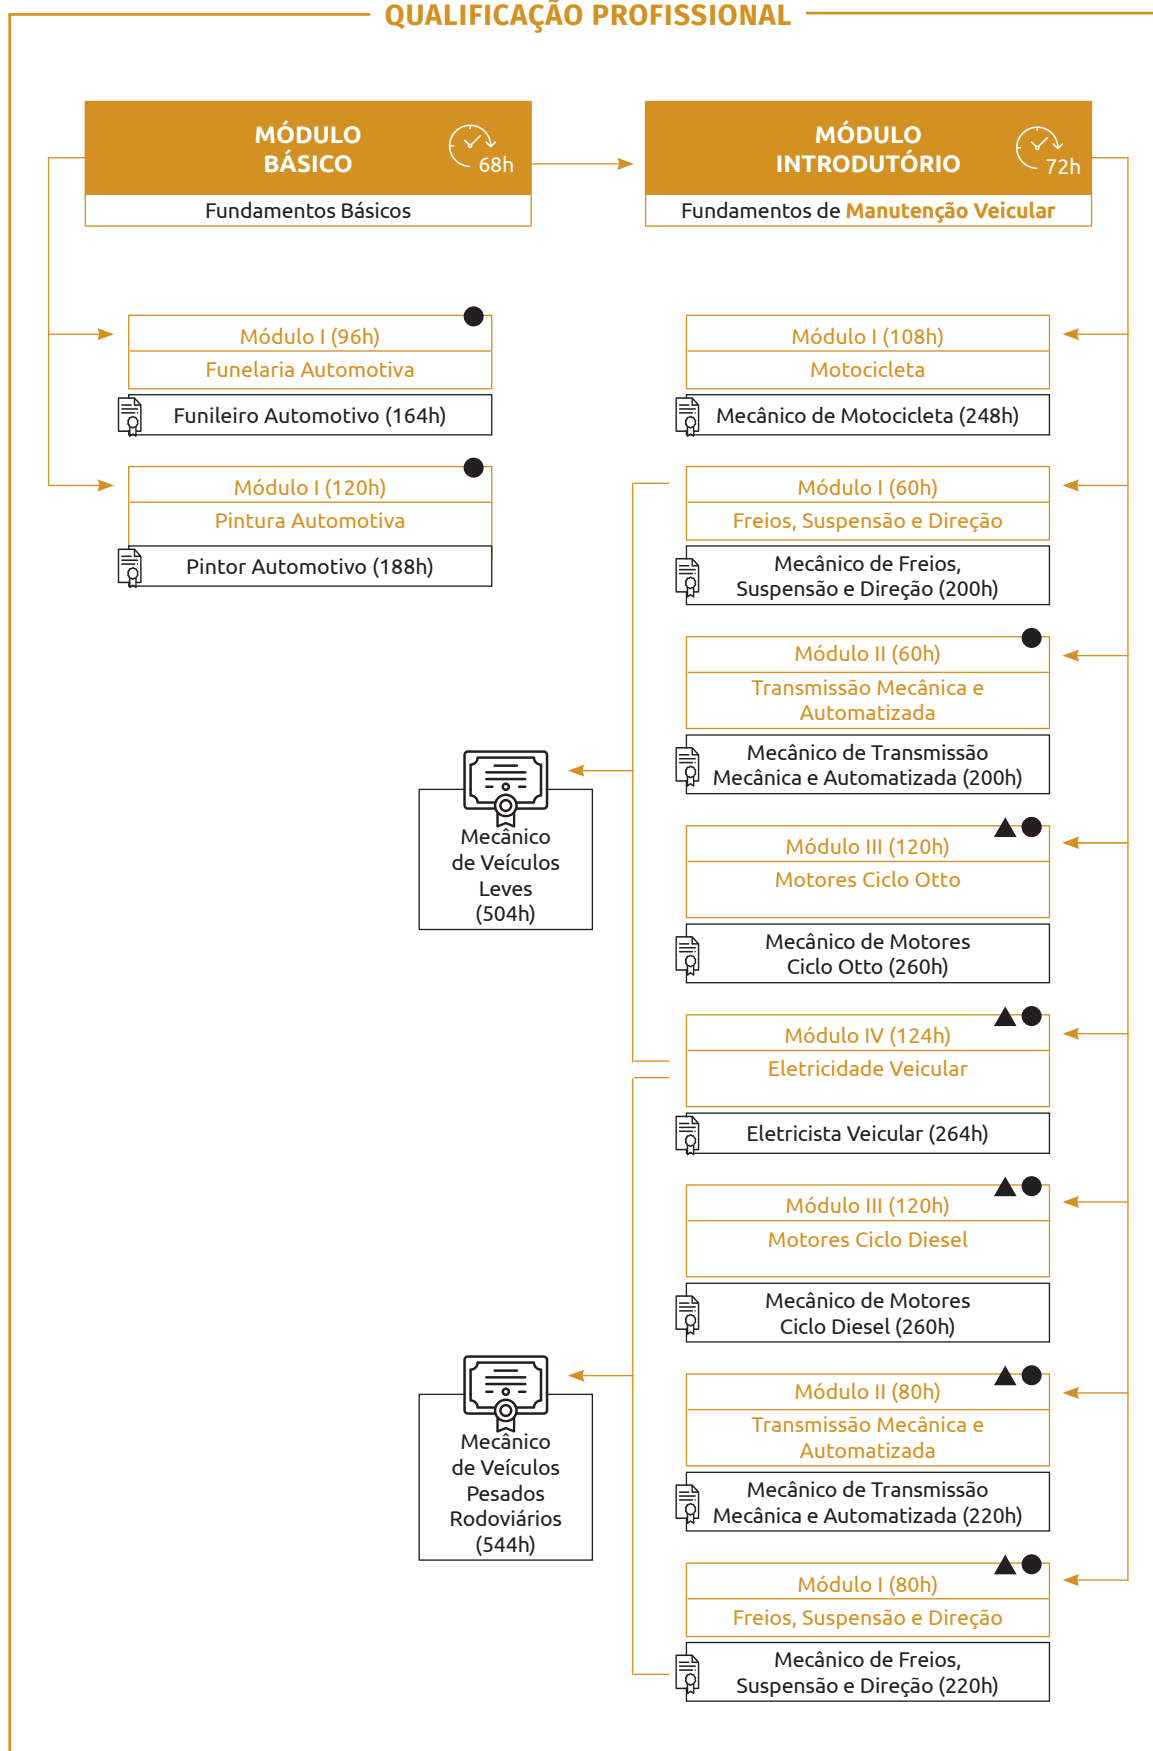 QUALIFICAÇÃO PROFISSIONAL
MÓDULO
BÁSICO
68h
Fundamentos Básicos
MÓDULO
INTRODUTÓRIO
72h
Fundamentos de Manutenção Veicular
Módulo I (96h)
Funelaria Automotiva
Funileiro Automotivo (164h)
Módulo I (120h)
Pintura Automotiva
Pintor Automotivo (188h)
Módulo I (108h)
Motocicleta
Mecânico de Motocicleta (248h)
Módulo I (60h)
Freios, Suspensão e Direção
Mecânico de Freios,
Suspensão e Direção (200h)
Módulo II (60h)
Transmissão Mecânica e
Automatizada
Mecânico de Transmissão
Mecânica e Automatizada (200h)
Mecânico
de Veículos
Leves
(504h)
Módulo III (120h)
Motores Ciclo Otto
Mecânico de Motores
Ciclo Otto (260h)
Módulo IV (124h)
Eletricidade Veicular
Eletricista Veicular (264h)
Módulo III (120h)
Motores Ciclo Diesel
Mecânico de Motores
Ciclo Diesel (260h)
Mecânico
de Veículos
Pesados
Rodoviários
(544h)
Módulo II (80h)
Transmissão Mecânica e
Automatizada
Mecânico de Transmissão
Mecânica e Automatizada (220h)
Módulo I (80h)
Freios, Suspensão e Direção
Mecânico de Freios,
Suspensão e Direção (220h)